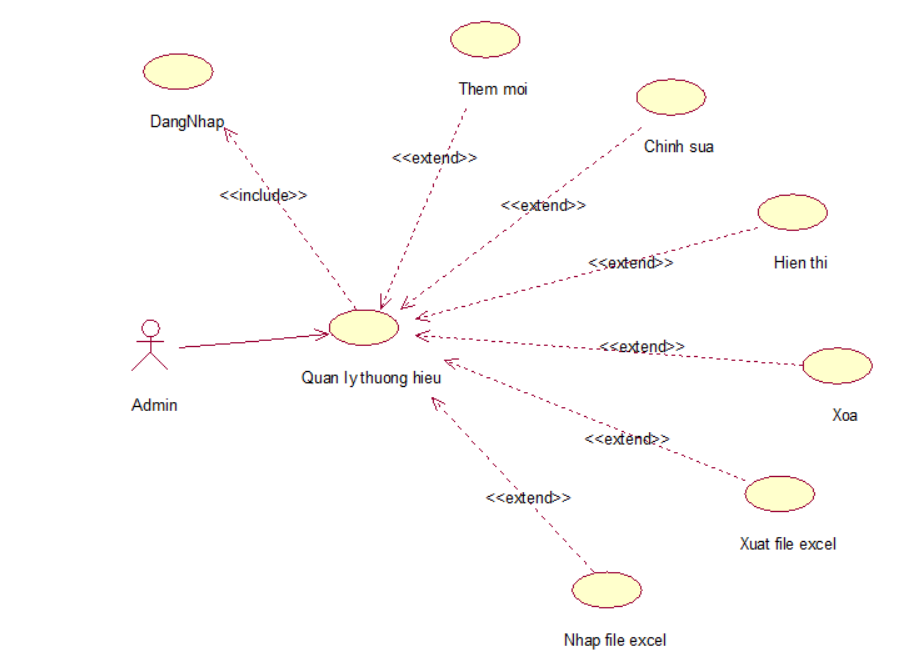 Them moi
DangNhap
Chinh sua
<<extend>>
<<include>>
<<extend>>
<<extend>>
Hien thi
<<extend>>
Quan ly thuong hieu
Admin
Xoa
<<extend>>
<<extend>>
Xuat file excel
Nhap file excel